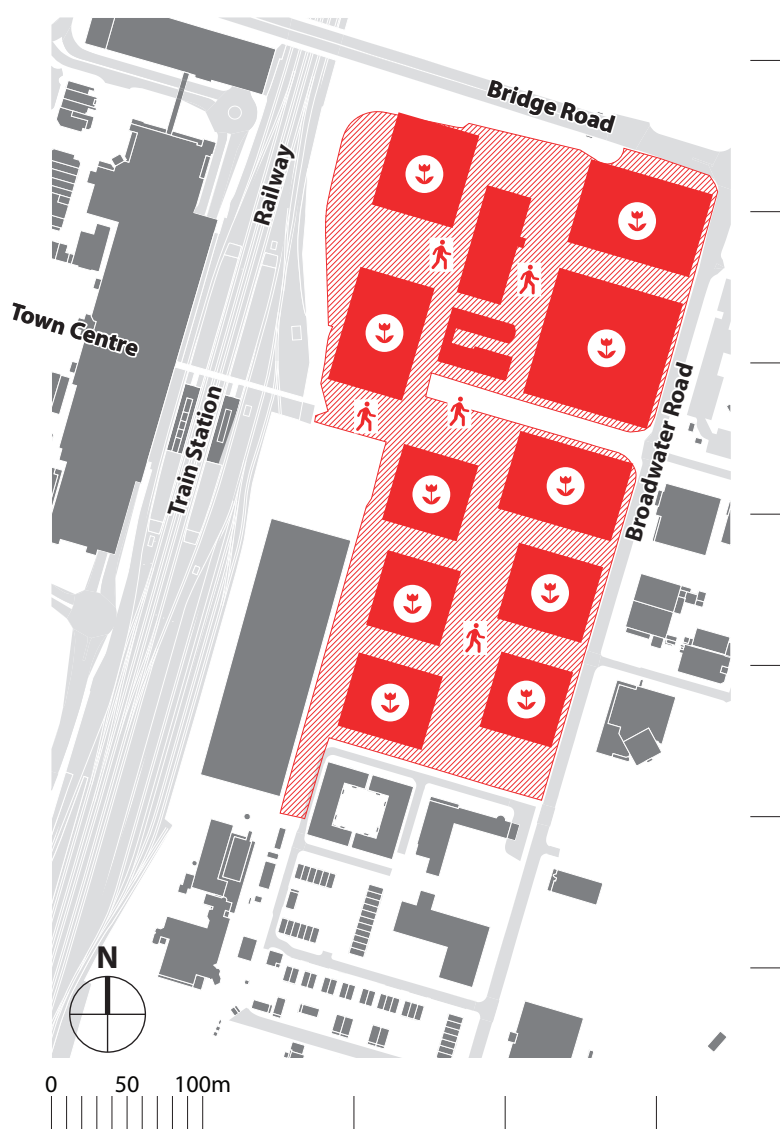 Bridge Road
Railway
Town Centre
Train Station
Broadwater Road
N
0 50 100m